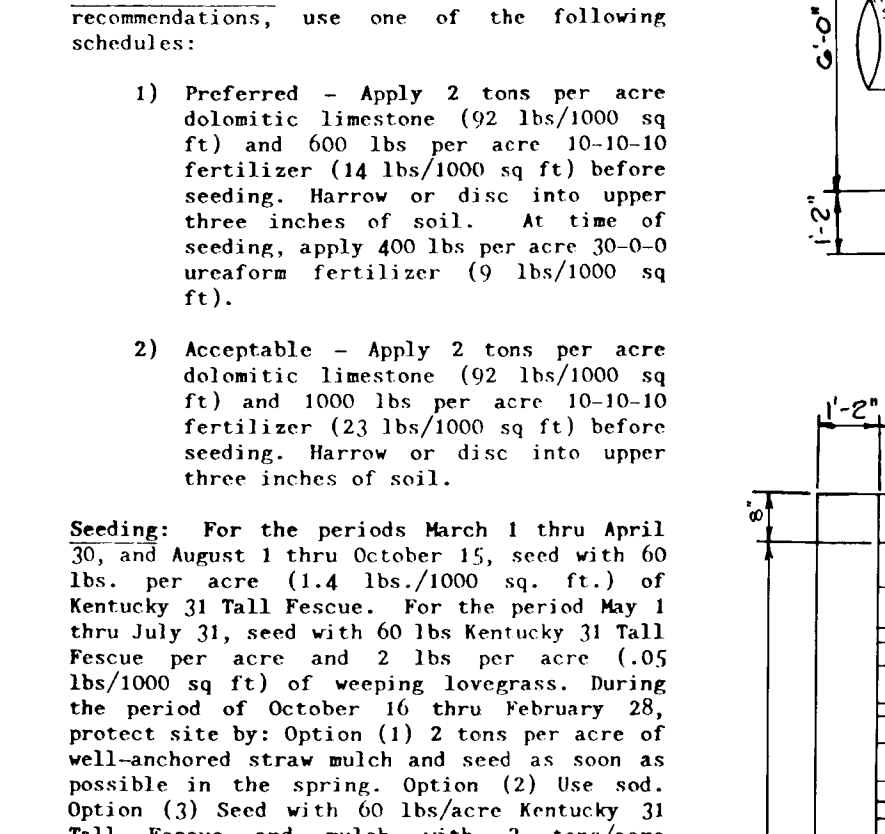 recommendations, use one of the following
schedules:
1) Preferred - Apply 2 tons per acre
dolomitic limestone (92 lbs/1000 sq
ft) and 600 lbs per acre 10-10-10
fertilizer (14 lbs/1000 sq ft) before
seeding. Harrow or disc into upper
three inches of soil. At time of
seeding, apply 400 lbs per acre 30-0-0
ureaform fertilizer (9 lbs/1000 sq
ft).
2) Acceptable - Apply 2 tons per acre
dolomitic limestone (92 lbs/1000 sq
ft) and 1000 lbs per acre 10-10-10
fertilizer (23 lbs/1000 sq ft) before
seeding. Harrow or disc into upper
three inches of soil.
Seeding: For the periods March 1 thru April
30, and August 1 thru October 15, seed with 60
lbs. per acre (1.4 lbs./1000 sq. ft.) of
Kentucky 31 Tall Fescue. For the period May 1
thru July 31, seed with 60 lbs Kentucky 31 Tall
Fescue per acre and 2 lbs per acre (.05
lbs/1000 sq ft) of weeping lovegrass. During
the period of October 16 thru February 28,
protect site by: Option (1) 2 tons per acre of
well-anchored straw mulch and seed as soon as
possible in the spring. Option (2) Use sod.
Option (3) Seed with 60 lbs/acre Kentucky 31
Tall Fescue and mulch with 2 tons/acre
6'-0"
1'-2"
1'-2"
8"